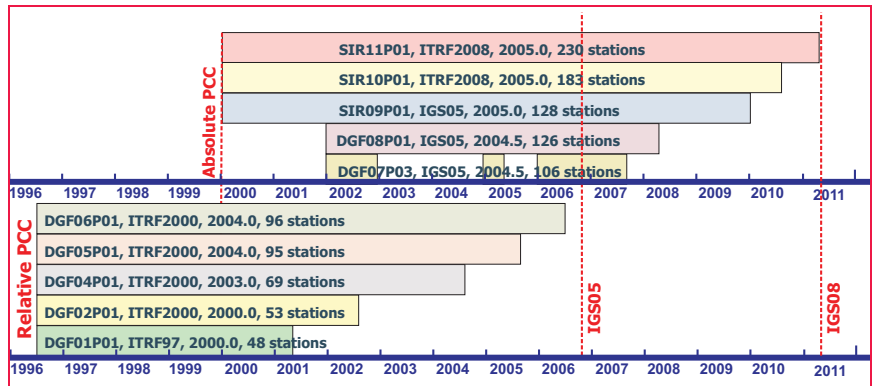 SIR11P01, ITRF2008, 2005.0, 230 stations
SIR10P01, ITRF2008, 2005.0, 183 stations
SIR09P01, IGS05, 2005.0, 128 stations
DGF08P01, IGS05, 2004.5, 126 stations
DGF07P03, IGS05, 2004.5, 106 stations
Absolute PCC
1996 1997 1998 1999 2000 2001 2002 2003 2004 2005 2006 2007 2008 2009 2010 2011
DGF06P01, ITRF2000, 2004.0, 96 stations
DGF05P01, ITRF2000, 2004.0, 95 stations
DGF04P01, ITRF2000, 2003.0, 69 stations
DGF02P01, ITRF2000, 2000.0, 53 stations
DGF01P01, ITRF97, 2000.0, 48 stations
Relative PCC
IGS05
IGS08
1996 1997 1998 1999 2000 2001 2002 2003 2004 2005 2006 2007 2008 2009 2010 2011